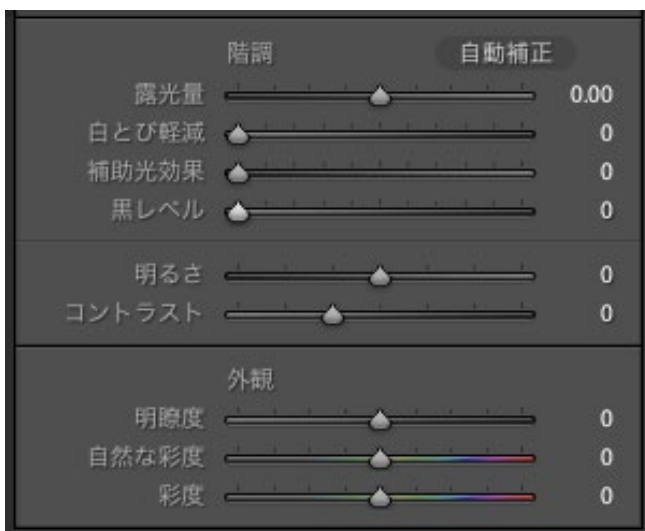 階調 自動補正
露光量 0.00
白とび軽減 0
補助光効果 0
黒レベル 0
明るさ 0
コントラスト 0
外観
明瞭度 0
自然な彩度 0
彩度 0